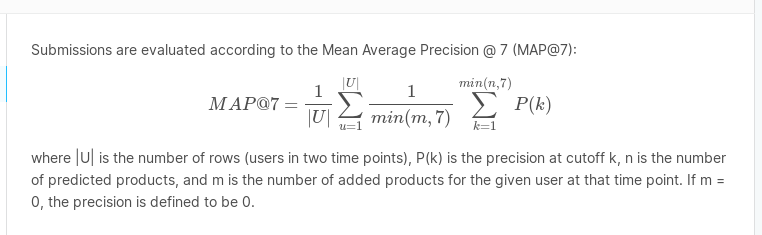 Submissions are evaluated according to the Mean Average Precision @ 7 (MAP@7):
MAP@7 = \frac{1}{|U|} \sum_{u=1}^{|U|} \frac{1}{min(m, 7)} \sum_{k=1}^{min(n,7)} P(k)
where |U| is the number of rows (users in two time points), P(k) is the precision at cutoff k, n is the number
of predicted products, and m is the number of added products for the given user at that time point. If m =
0, the precision is defined to be 0.